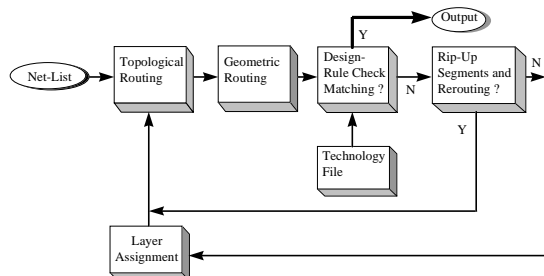 Output
Y
Net-List
Topological
Routing
Geometric
Routing
Design-
Rule Check
Matching ?
N
Rip-Up
Segments and
Rerouting ?
N
Y
Technology
File
Layer
Assignment